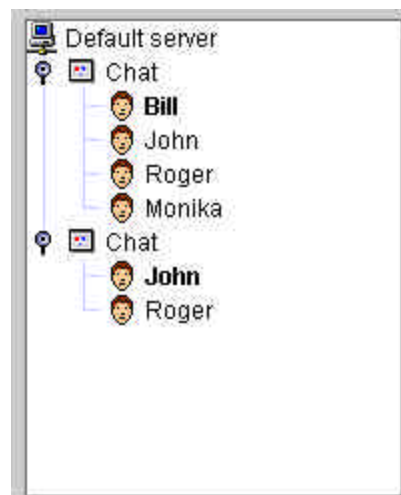 Default server
Chat
Bill
John
Roger
Monika
Chat
John
Roger